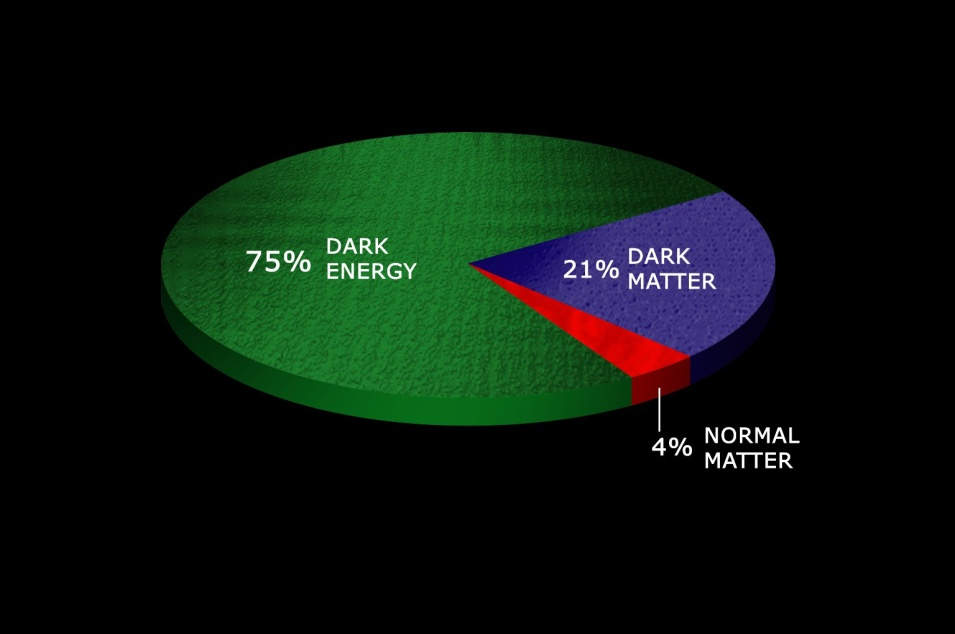 75% DARK
ENERGY
21% DARK
MATTER
4% NORMAL
MATTER